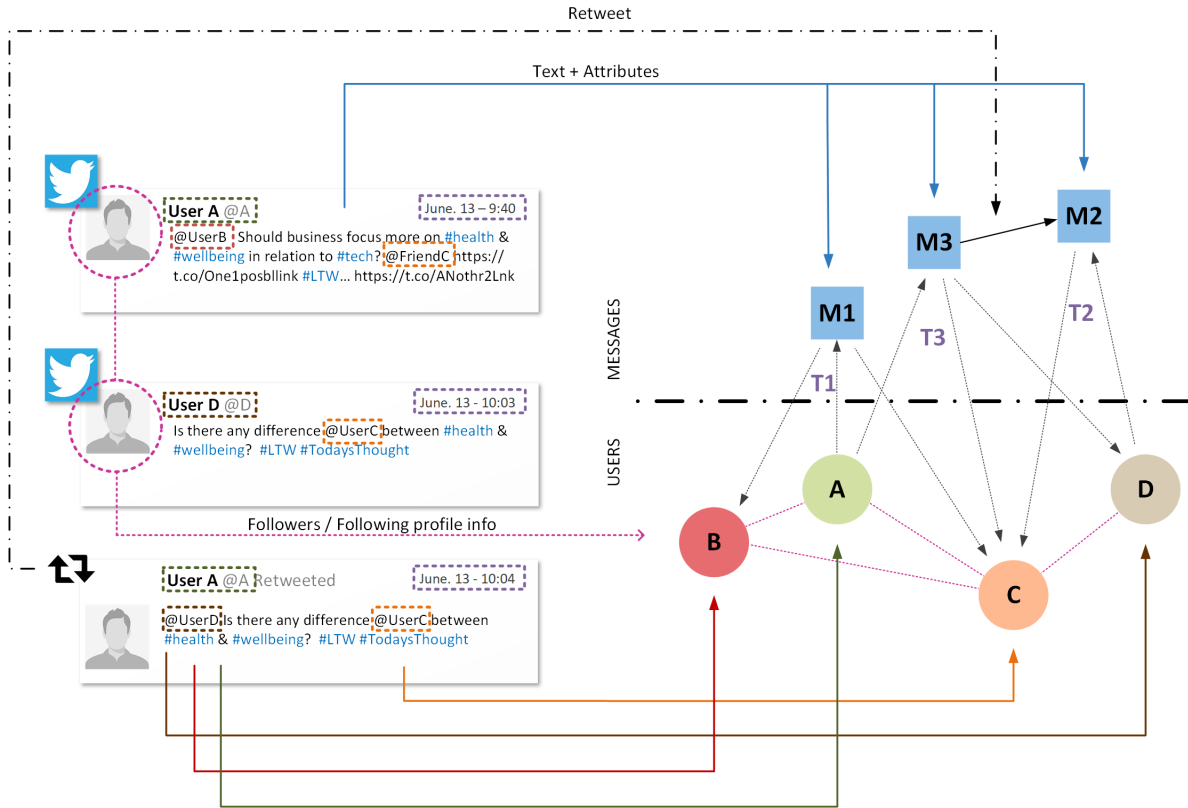 Retweet
Text + Attributes
User A @A
June. 13 – 9:40
@UserB Should business focus more on #health &
#wellbeing in relation to #tech? @FriendC https://
t.co/One1posbllink #LTW... https://t.co/ANothr2Lnk
User D @D
June. 13 - 10:03
Is there any difference @UserC between #health &
#wellbeing? #LTW #TodaysThought
Followers / Following profile info
User A @A Retweeted
June. 13 - 10:04
@UserD Is there any difference @UserC between
#health & #wellbeing? #LTW #TodaysThought
MESSAGES
USERS
M1
M3
M2
T1
T3
T2
A
B
C
D